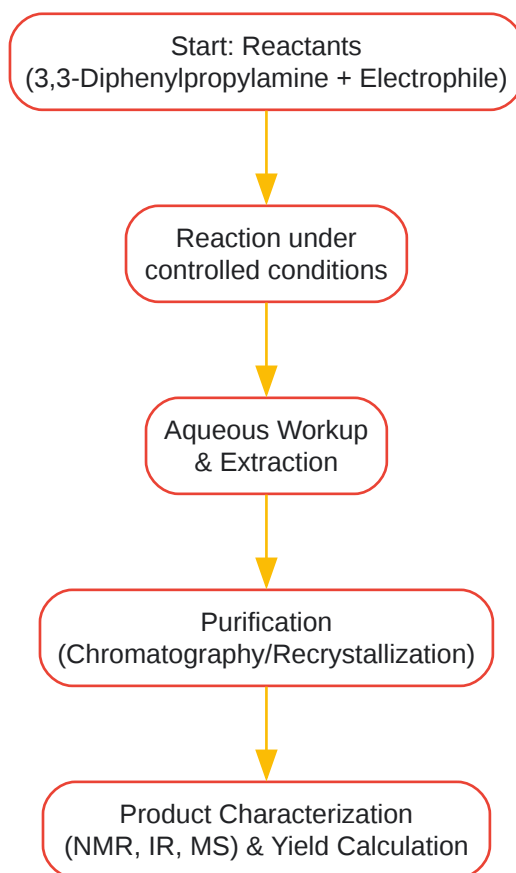 Start: Reactants
(3,3-Diphenylpropylamine + Electrophile)
Reaction under
controlled conditions
Aqueous Workup
& Extraction
Purification
(Chromatography/Recrystallization)
Product Characterization
(NMR, IR, MS) & Yield Calculation